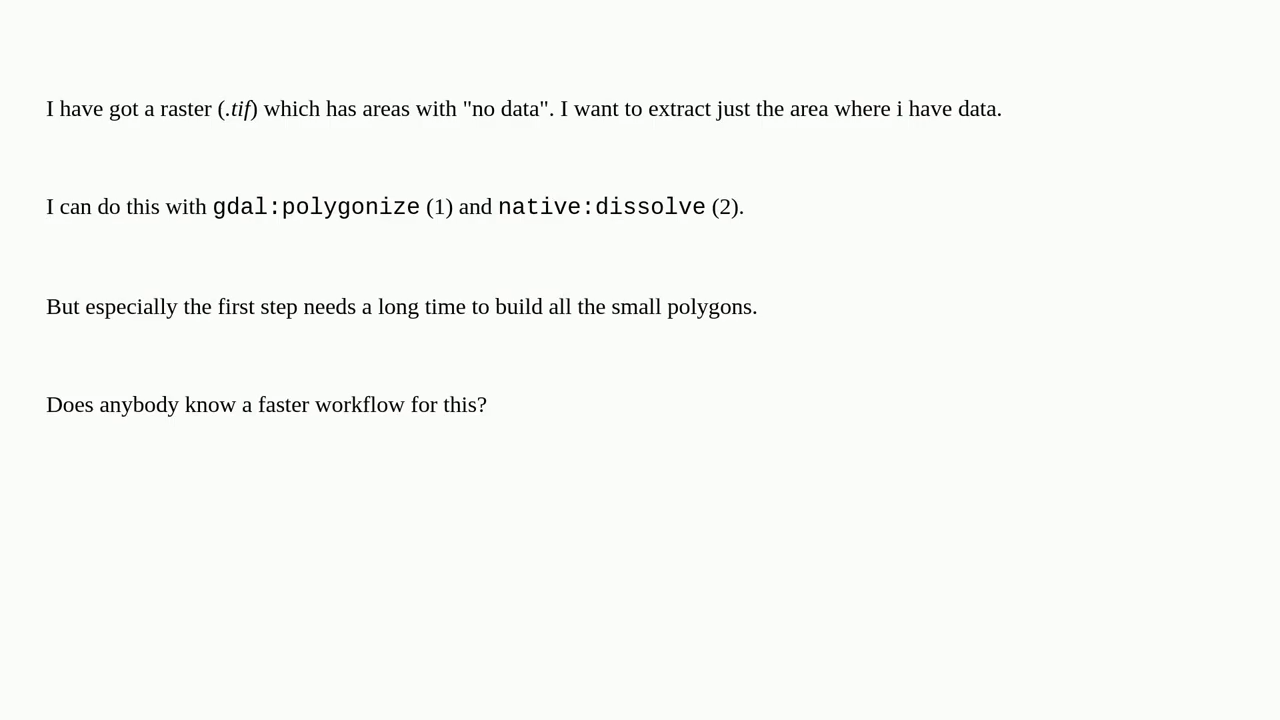 I have got a raster (.tif) which has areas with "no data". I want to extract just the area where i have data.
I can do this with gdal:polygonize (1) and native:dissolve (2).
But especially the first step needs a long time to build all the small polygons.
Does anybody know a faster workflow for this?